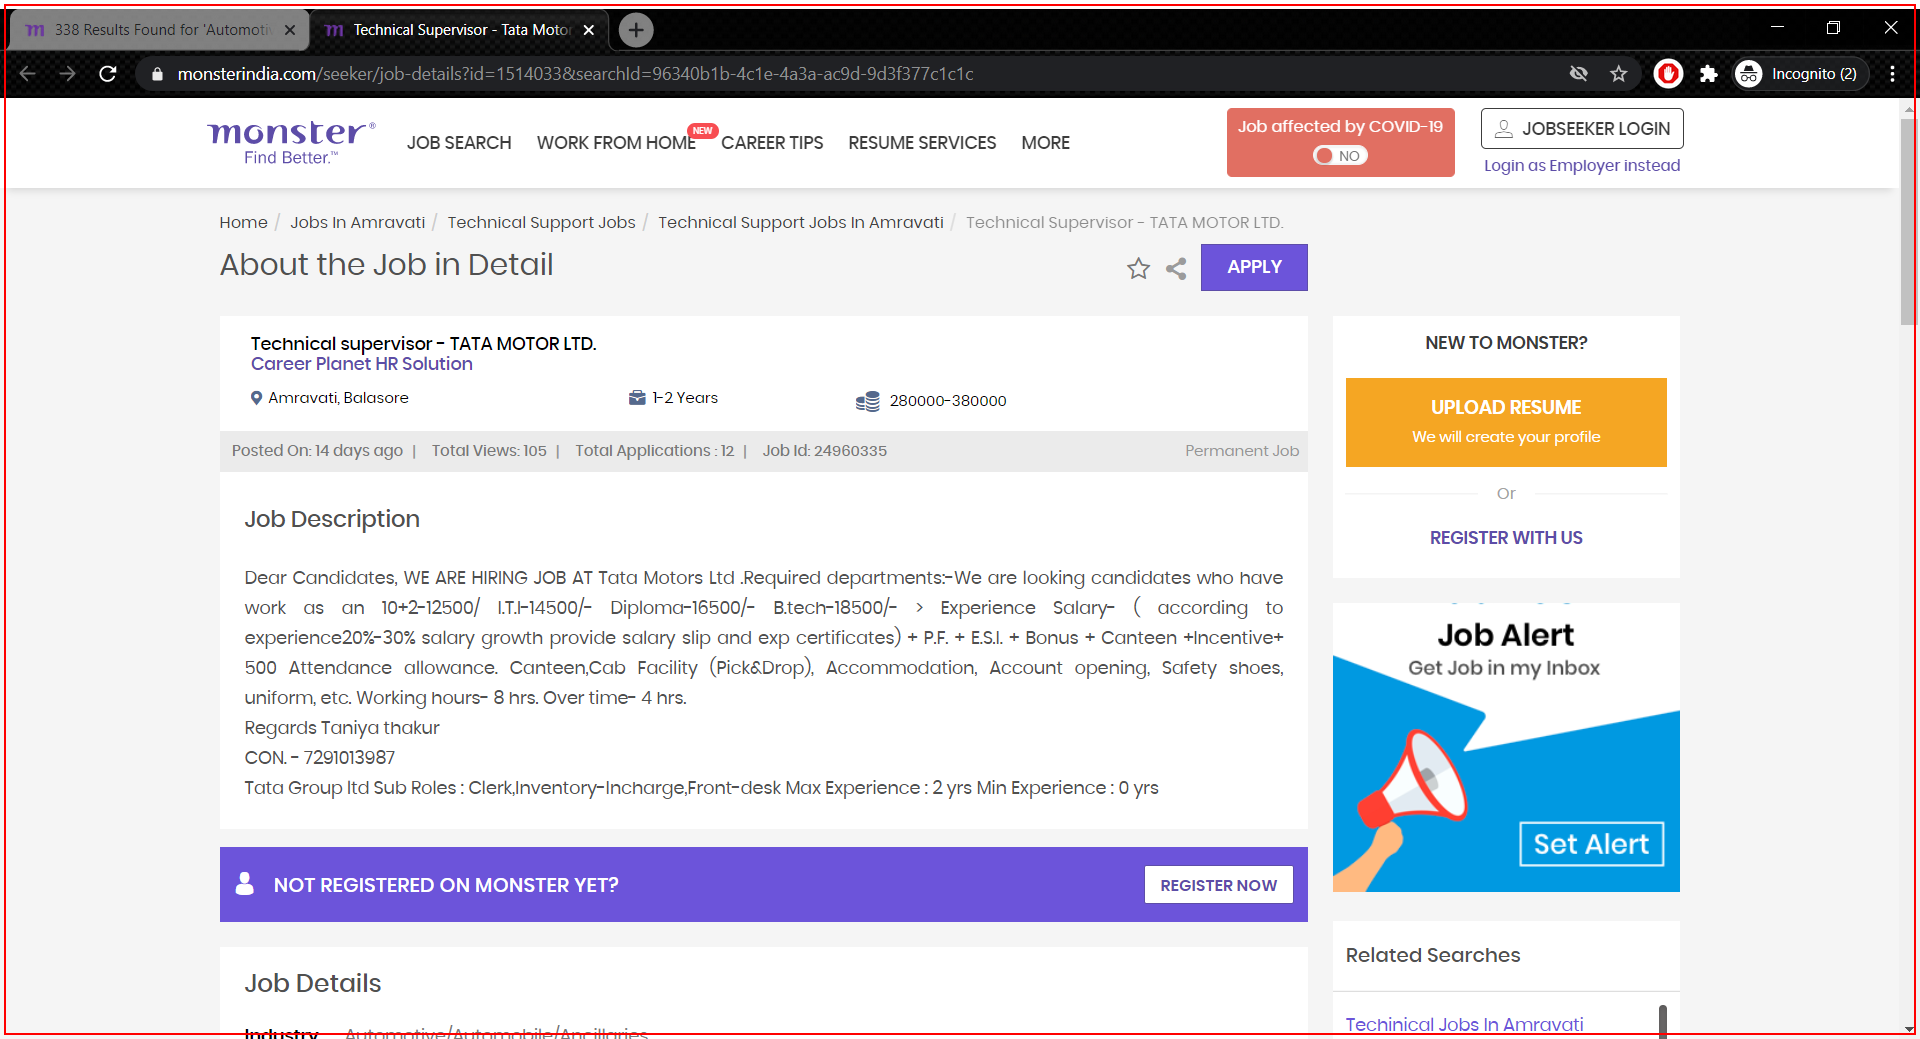 338 Results Found for 'Automoti
Technical Supervisor - Tata Motor
monsterindia.com/seeker/job-details?id=1514033&searchId=96340b1b-4c1e-4a3a-ac9d-9d3f377c1c1c
Incognito (2)
monster®
Find Better.™
JOB SEARCH
WORK FROM HOME
NEW
CAREER TIPS
RESUME SERVICES
MORE
Job affected by COVID-19
NO
JOBSEEKER LOGIN
Login as Employer instead
Home / Jobs In Amravati / Technical Support Jobs / Technical Support Jobs In Amravati / Technical Supervisor - TATA MOTOR LTD.
About the Job in Detail
APPLY
Technical supervisor - TATA MOTOR LTD.
Career Planet HR Solution
Amravati, Balasore
1-2 Years
280000-380000
Posted On: 14 days ago | Total Views: 105 | Total Applications : 12 | Job Id: 24960335
Permanent Job
Job Description
Dear Candidates, WE ARE HIRING JOB AT Tata Motors Ltd .Required departments:-We are looking candidates who have
work as an 10+2-12500/ I.T.I-14500/- Diploma-16500/- B.tech-18500/- > Experience Salary- ( according to
experience20%-30% salary growth provide salary slip and exp certificates) + P.F. + E.S.I. + Bonus + Canteen +Incentive+
500 Attendance allowance. Canteen,Cab Facility (Pick&Drop), Accommodation, Account opening, Safety shoes,
uniform, etc. Working hours- 8 hrs. Over time- 4 hrs.
Regards Taniya thakur
CON. - 7291013987
Tata Group ltd Sub Roles : Clerk,Inventory-Incharge,Front-desk Max Experience : 2 yrs Min Experience : 0 yrs
NOT REGISTERED ON MONSTER YET?
REGISTER NOW
Job Details
Industry
Automotive/Automobile/Ancillaries
NEW TO MONSTER?
UPLOAD RESUME
We will create your profile
Or
REGISTER WITH US
Job Alert
Get Job in my Inbox
Set Alert
Related Searches
Techinical Jobs In Amravati